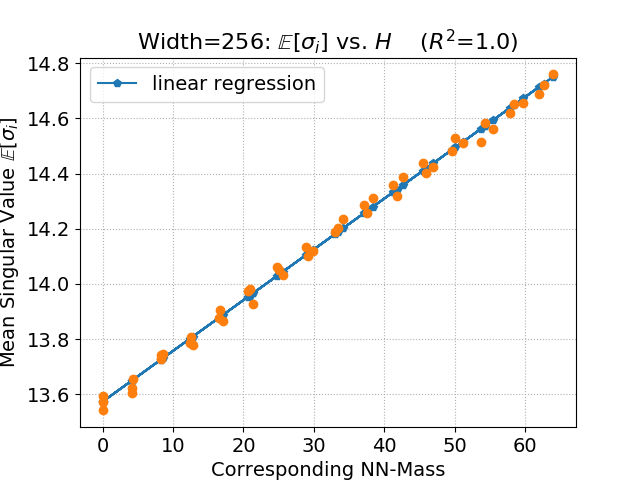 Width=256: 𝔼[σᵢ] vs. H (R²=1.0)
14.8
14.6
14.4
14.2
14.0
13.8
13.6
Mean Singular Value 𝔼[σᵢ]
linear regression
0 10 20 30 40 50 60
Corresponding NN-Mass